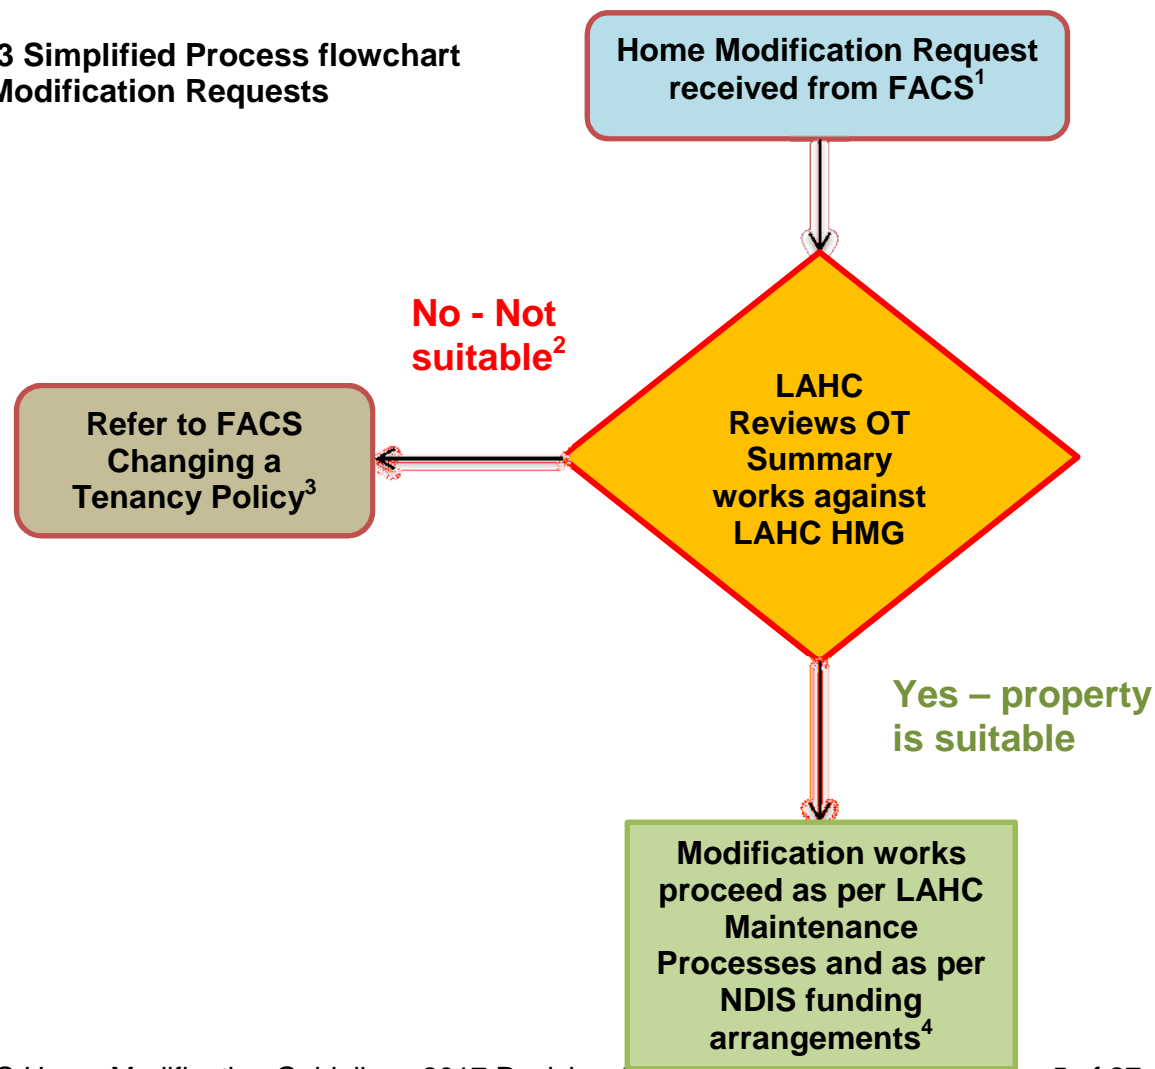 3 Simplified Process flowchart
Modification Requests
Home Modification Request
received from FACS1
No - Not
suitable2
LAHC
Reviews OT
Summary
works against
LAHC HMG
Refer to FACS
Changing a
Tenancy Policy3
Yes – property
is suitable
Modification works
proceed as per LAHC
Maintenance
Processes and as per
NDIS funding
arrangements4